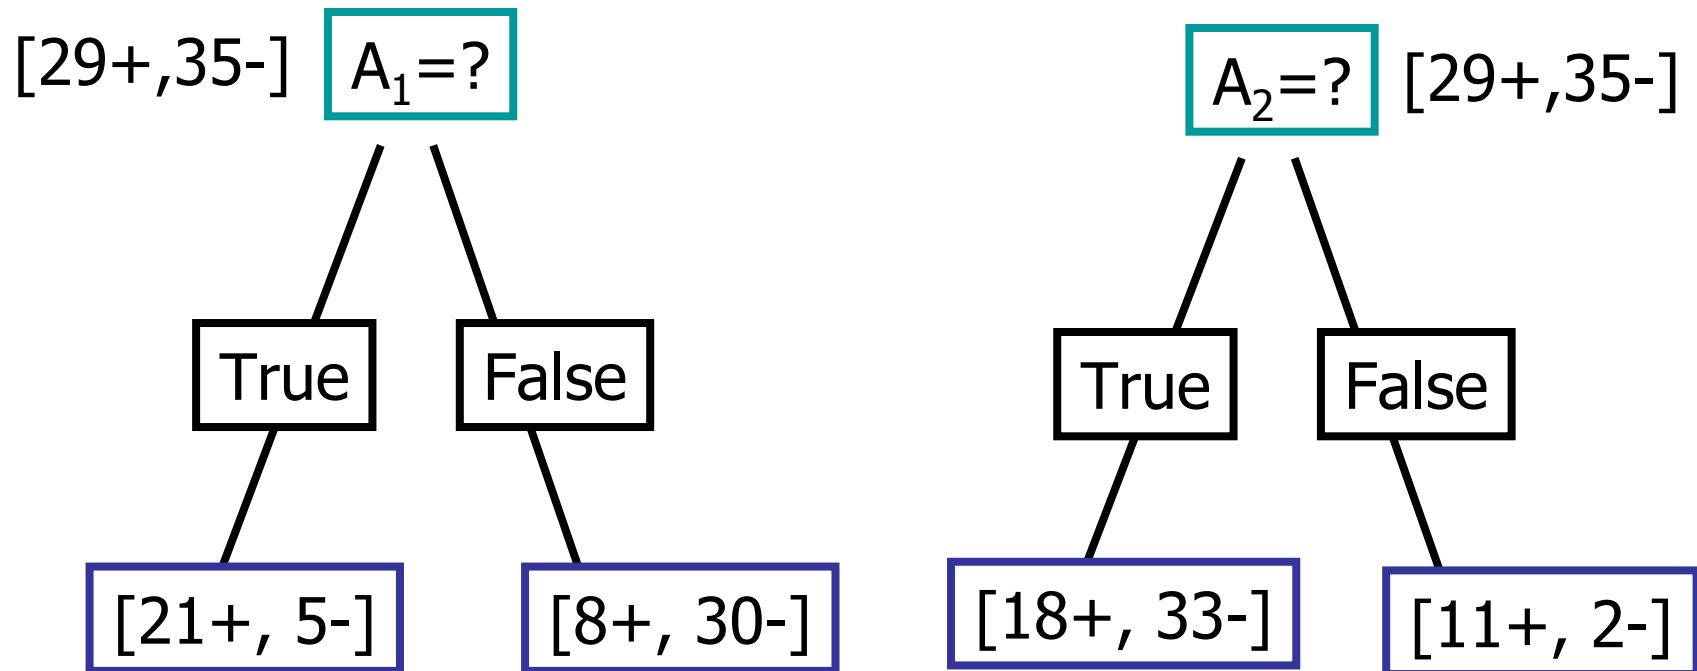 [29+,35-] A₁=?
A₂=? [29+,35-]
True False
True False
[21+, 5-] [8+, 30-]
[18+, 33-] [11+, 2-]